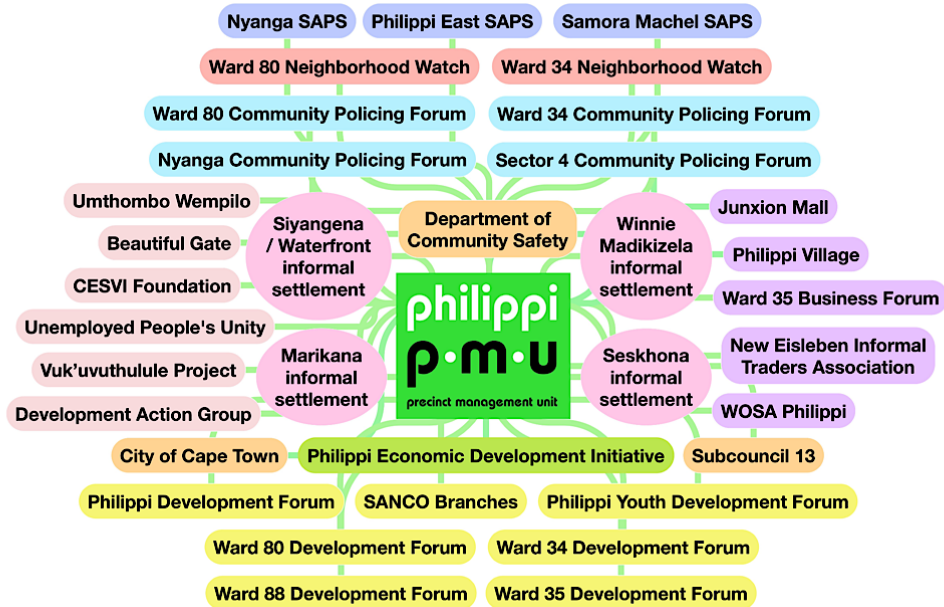 Nyanga SAPS
Philippi East SAPS
Samora Machel SAPS
Ward 80 Neighborhood Watch
Ward 34 Neighborhood Watch
Ward 80 Community Policing Forum
Ward 34 Community Policing Forum
Nyanga Community Policing Forum
Sector 4 Community Policing Forum
Umthombo Wempilo
Beautiful Gate
CESVI Foundation
Unemployed People's Unity
Vuk'uvuthulule Project
Development Action Group
Siyangena
/ Waterfront
informal
settlement
Marikana
informal
settlement
Department of
Community Safety
philippi
p·m·u
precinct management unit
Winnie
Madikizela
informal
settlement
Seskhona
informal
settlement
Junxion Mall
Philippi Village
Ward 35 Business Forum
New Eisleben Informal
Traders Association
WOSA Philippi
City of Cape Town
Philippi Economic Development Initiative
Subcouncil 13
Philippi Development Forum
SANCO Branches
Philippi Youth Development Forum
Ward 80 Development Forum
Ward 34 Development Forum
Ward 88 Development Forum
Ward 35 Development Forum